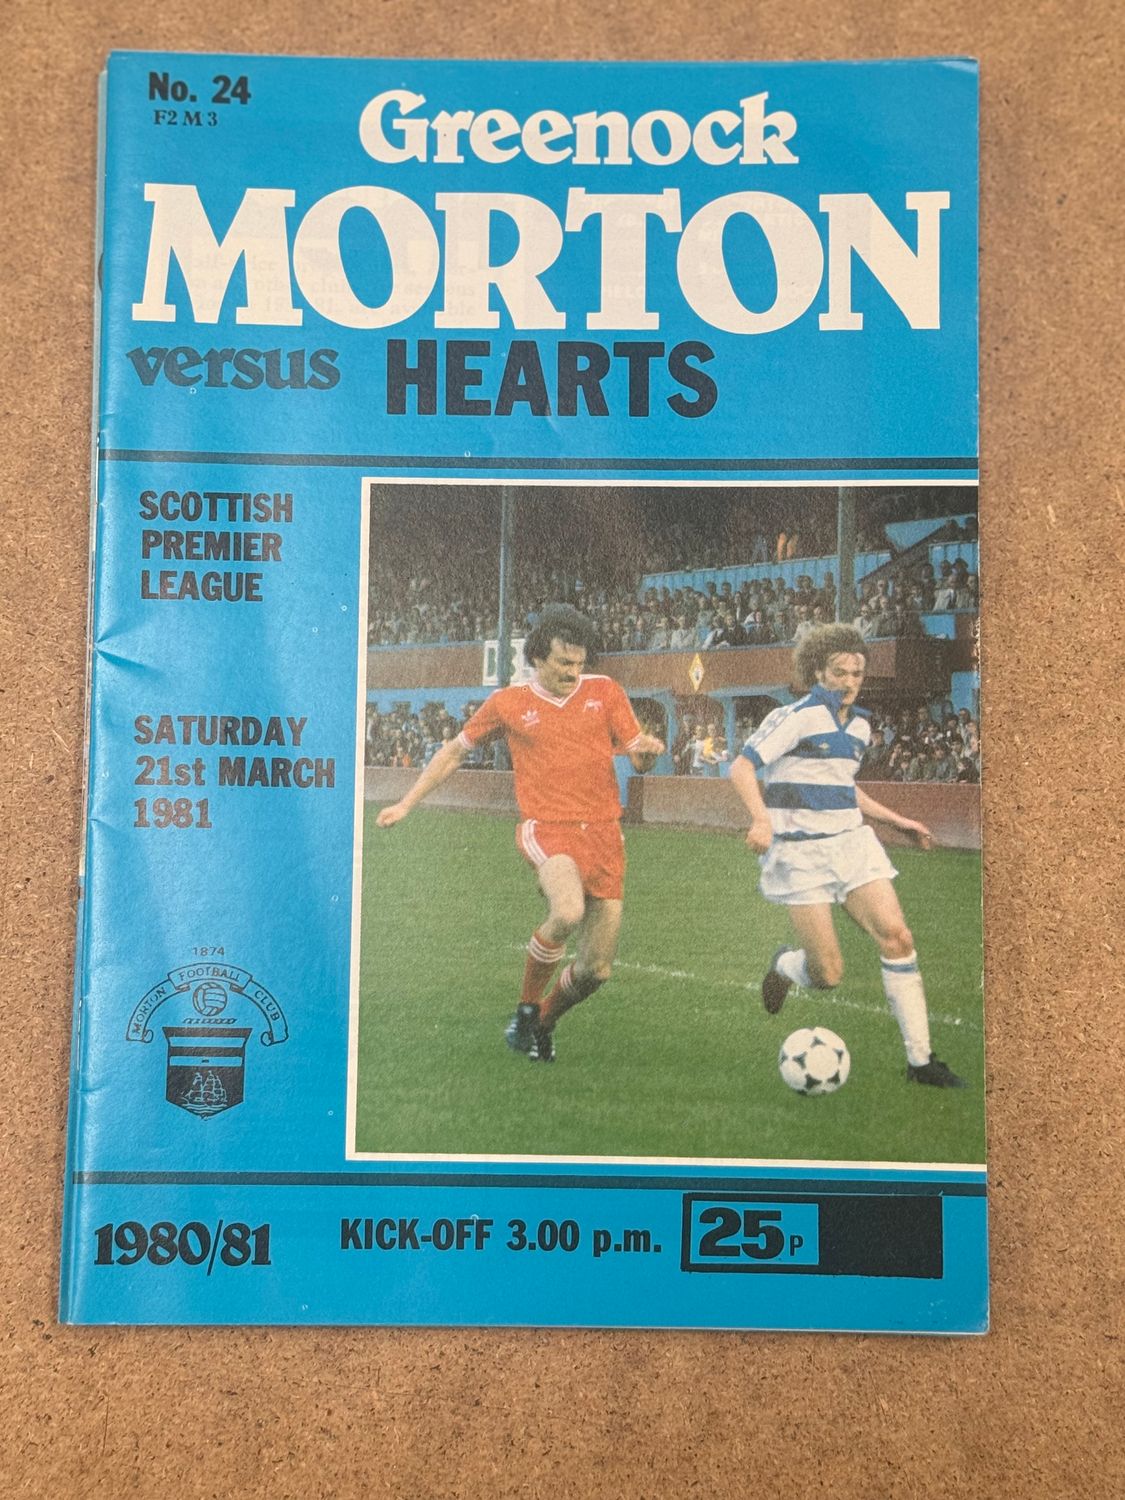 No. 24
F2 M 3
Greenock
MORTON
versus HEARTS
SCOTTISH
PREMIER
LEAGUE
SATURDAY
21st MARCH
1981
1874
MORTON FOOTBALL CLUB
1980/81
KICK-OFF 3.00 p.m.
25P